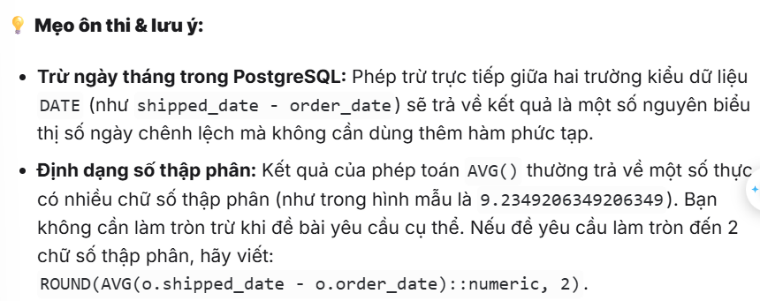 💡 Mẹo ôn thi & lưu ý:
• Trừ ngày tháng trong PostgreSQL: Phép trừ trực tiếp giữa hai trường kiểu dữ liệu
DATE (như shipped_date - order_date) sẽ trả về kết quả là một số nguyên biểu
thị số ngày chênh lệch mà không cần dùng thêm hàm phức tạp.
• Định dạng số thập phân: Kết quả của phép toán AVG() thường trả về một số thực
có nhiều chữ số thập phân (như trong hình mẫu là 9.2349206349206349). Bạn
không cần làm tròn trừ khi đề bài yêu cầu cụ thể. Nếu đề yêu cầu làm tròn đến 2
chữ số thập phân, hãy viết:
ROUND(AVG(o.shipped_date - o.order_date)::numeric, 2).